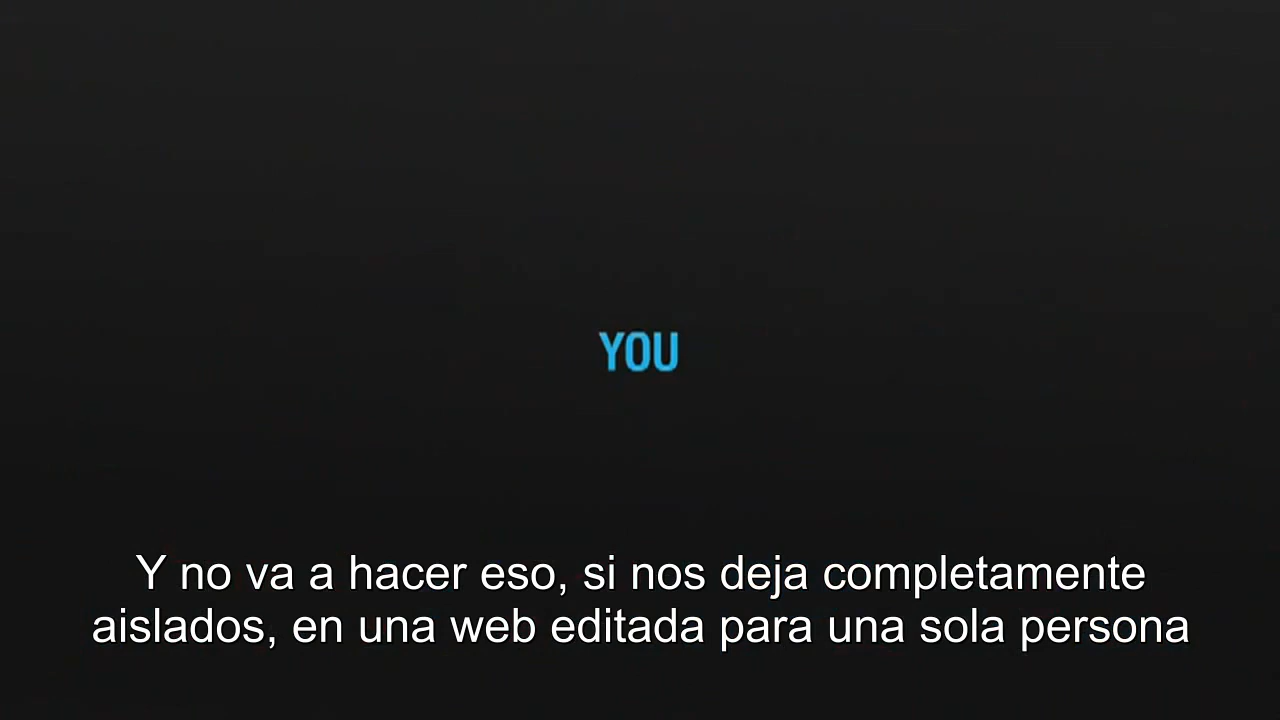 YOU
Y no va a hacer eso, si nos deja completamente
aislados, en una web editada para una sola persona